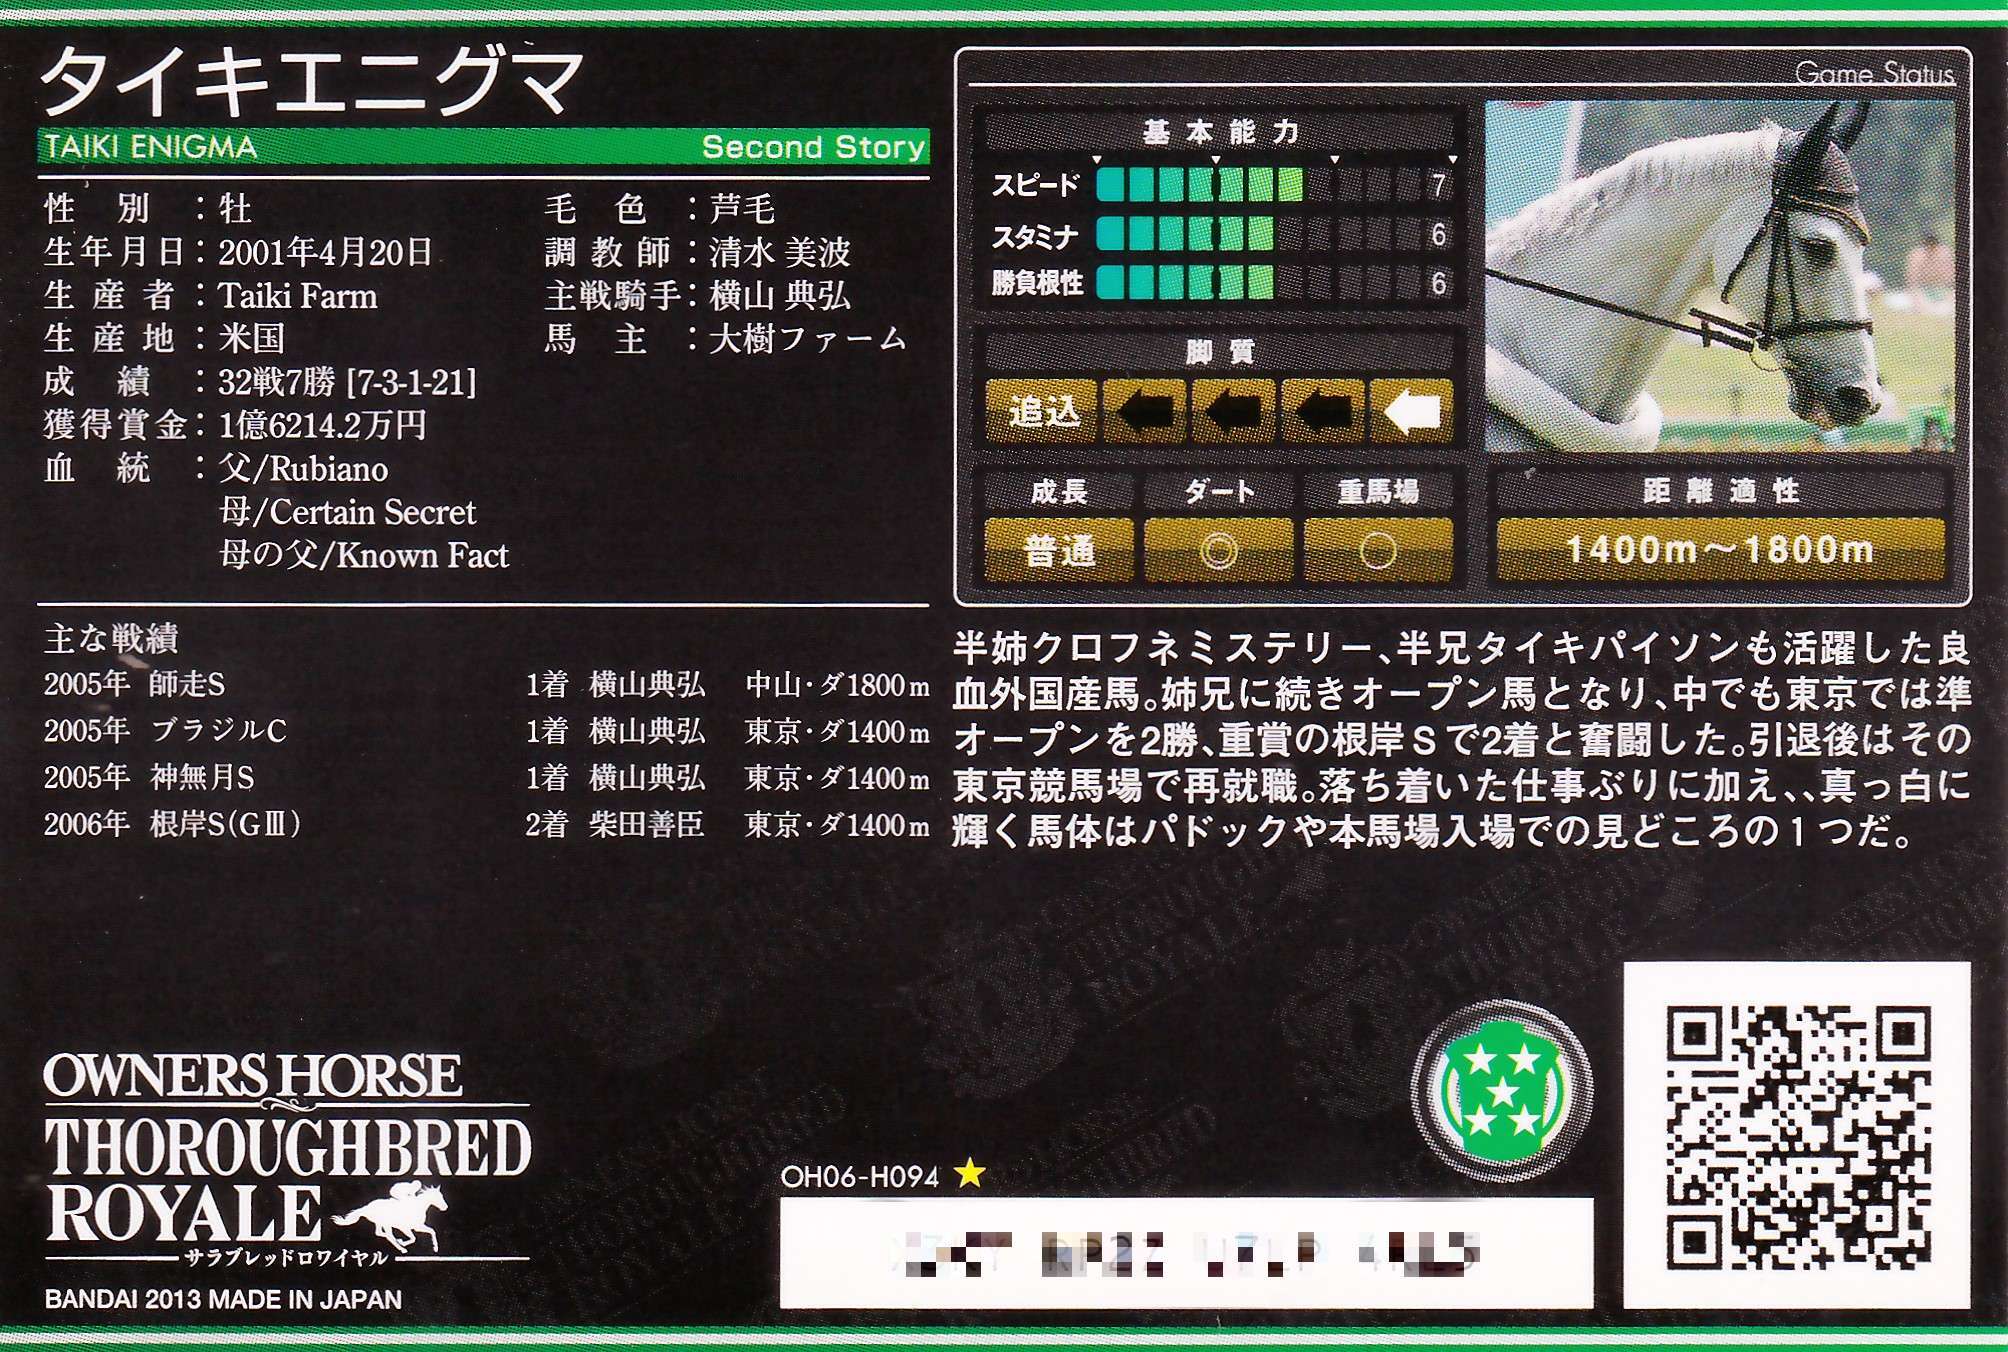 タイキエニグマ
TAIKI ENIGMA Second Story
性別：牡 毛色：芦毛
生年月日：2001年4月20日 調教師：清水 美波
生産者：Taiki Farm 主戦騎手：横山 典弘
生産地：米国 馬主：大樹ファーム
成績：32戦7勝 [7-3-1-21]
獲得賞金：1億6214.2万円
血統：父/Rubiano
母/Certain Secret
母の父/Known Fact
主な戦績
2005年 師走S 1着 横山典弘 中山・ダ1800m
2005年 ブラジルC 1着 横山典弘 東京・ダ1400m
2005年 神無月S 1着 横山典弘 東京・ダ1400m
2006年 根岸S(GⅢ) 2着 柴田善臣 東京・ダ1400m
Game Status
基本能力
スピード 7
スタミナ 6
勝負根性 6
脚質
追込
成長 ダート 重馬場 距離適性
普通 ◎ ○ 1400m～1800m
半姉クロフネミステリー、半兄タイキパイソンも活躍した良
血外国産馬。姉兄に続きオープン馬となり、中でも東京では準
オープンを2勝、重賞の根岸Ｓで2着と奮闘した。引退後はその
東京競馬場で再就職。落ち着いた仕事ぶりに加え、、真っ白に
輝く馬体はパドックや本馬場入場での見どころの１つだ。
OWNERS HORSE
THOROUGHBRED
ROYALE
サラブレッドロワイヤル
BANDAI 2013 MADE IN JAPAN
OH06-H094 ★